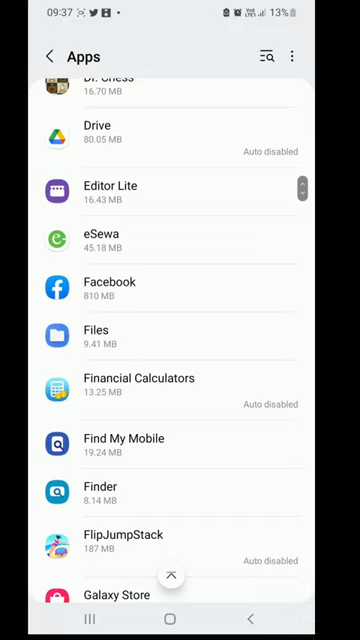 09:37 13%
Apps
Dr. Chess
16.70 MB
Drive
80.05 MB
Auto disabled
Editor Lite
16.43 MB
eSewa
45.18 MB
Facebook
810 MB
Files
9.41 MB
Financial Calculators
13.25 MB
Auto disabled
Find My Mobile
19.24 MB
Finder
8.14 MB
FlipJumpStack
187 MB
Auto disabled
Galaxy Store